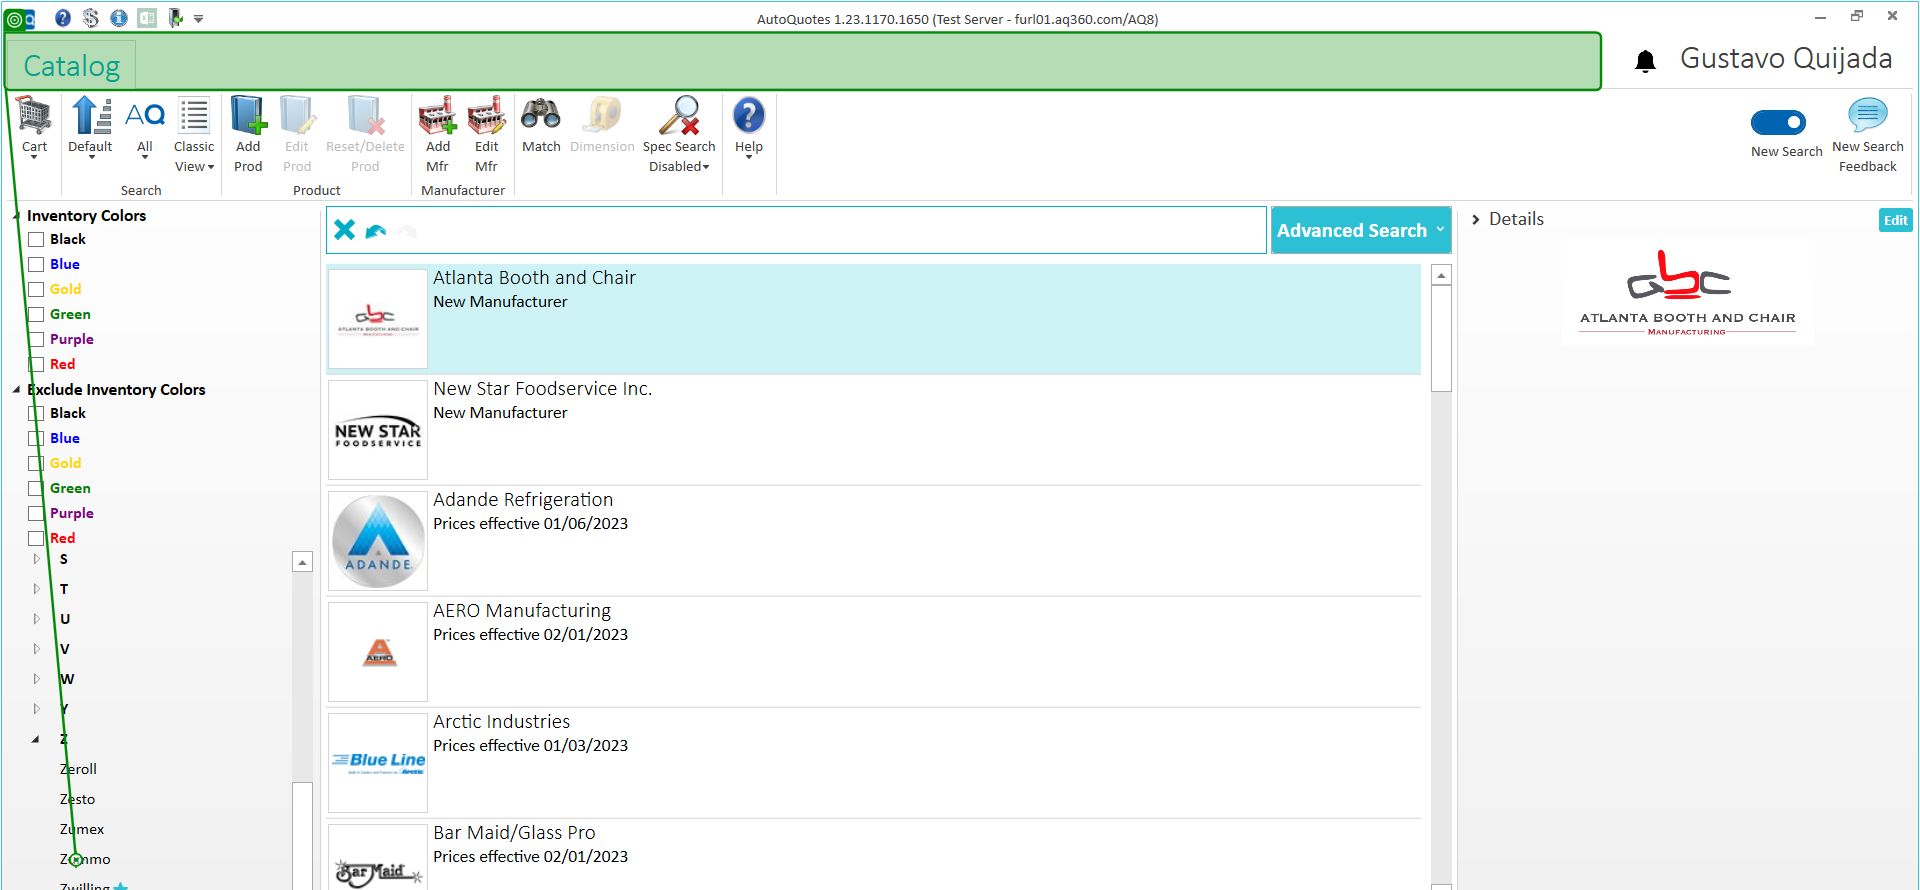 AutoQuotes 1.23.1170.1650 (Test Server - furl01.aq360.com/AQ8)
Catalog
Gustavo Quijada
Cart
Default
AQ
All
Classic
View
Search
Add
Prod
Edit
Prod
Reset/Delete
Prod
Product
Add
Mfr
Edit
Mfr
Manufacturer
Match
Dimension
Spec Search
Disabled
Help
New Search
New Search
Feedback
Inventory Colors
Black
Blue
Gold
Green
Purple
Red
Exclude Inventory Colors
Black
Blue
Gold
Green
Purple
Red
S
T
U
V
W
Y
Z
Zeroll
Zesto
Zumex
Zummo
Zwilling
Advanced Search
Atlanta Booth and Chair
New Manufacturer
ATLANTA BOOTH AND CHAIR
New Star Foodservice Inc.
New Manufacturer
NEW STAR
FOODSERVICE
Adande Refrigeration
Prices effective 01/06/2023
ADANDE
AERO Manufacturing
Prices effective 02/01/2023
AERO
Arctic Industries
Prices effective 01/03/2023
Blue Line
Bar Maid/Glass Pro
Prices effective 02/01/2023
Bar Maid
Details
Edit
abc
ATLANTA BOOTH AND CHAIR
MANUFACTURING